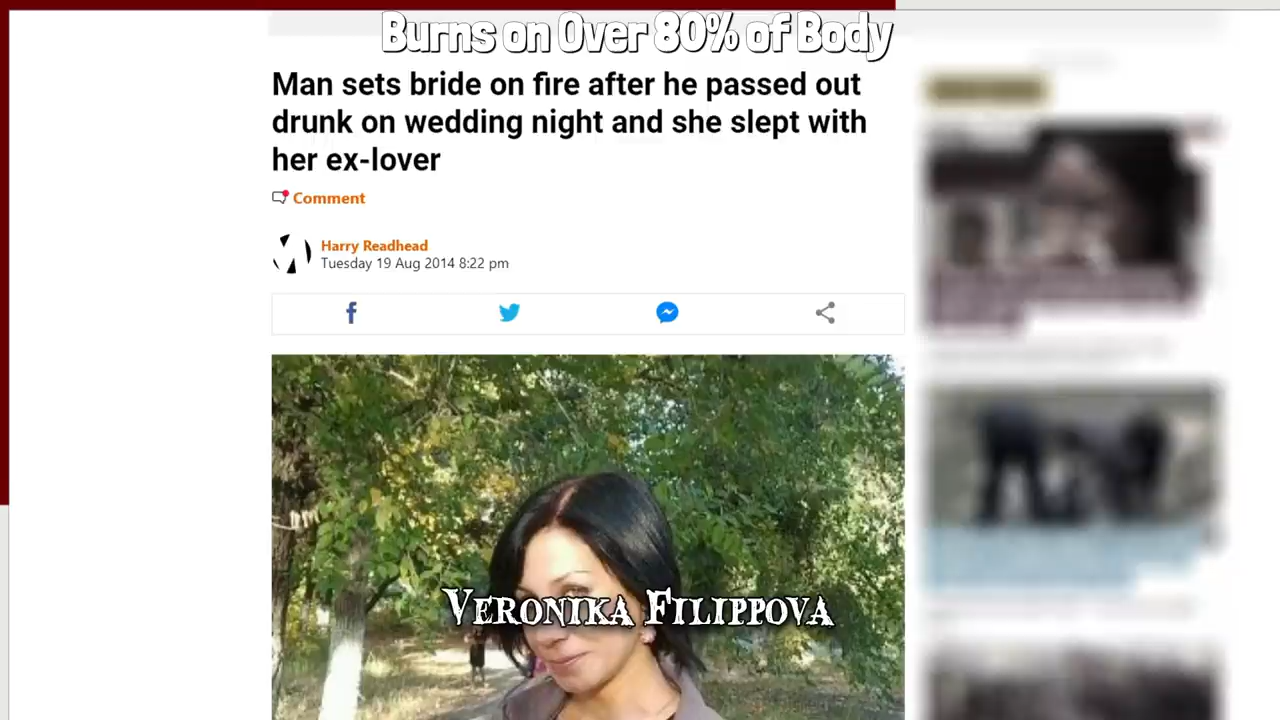 Burns on Over 80% of Body
Man sets bride on fire after he passed out
drunk on wedding night and she slept with
her ex-lover
Comment
Harry Readhead
Tuesday 19 Aug 2014 8:22 pm
Veronika Filippova